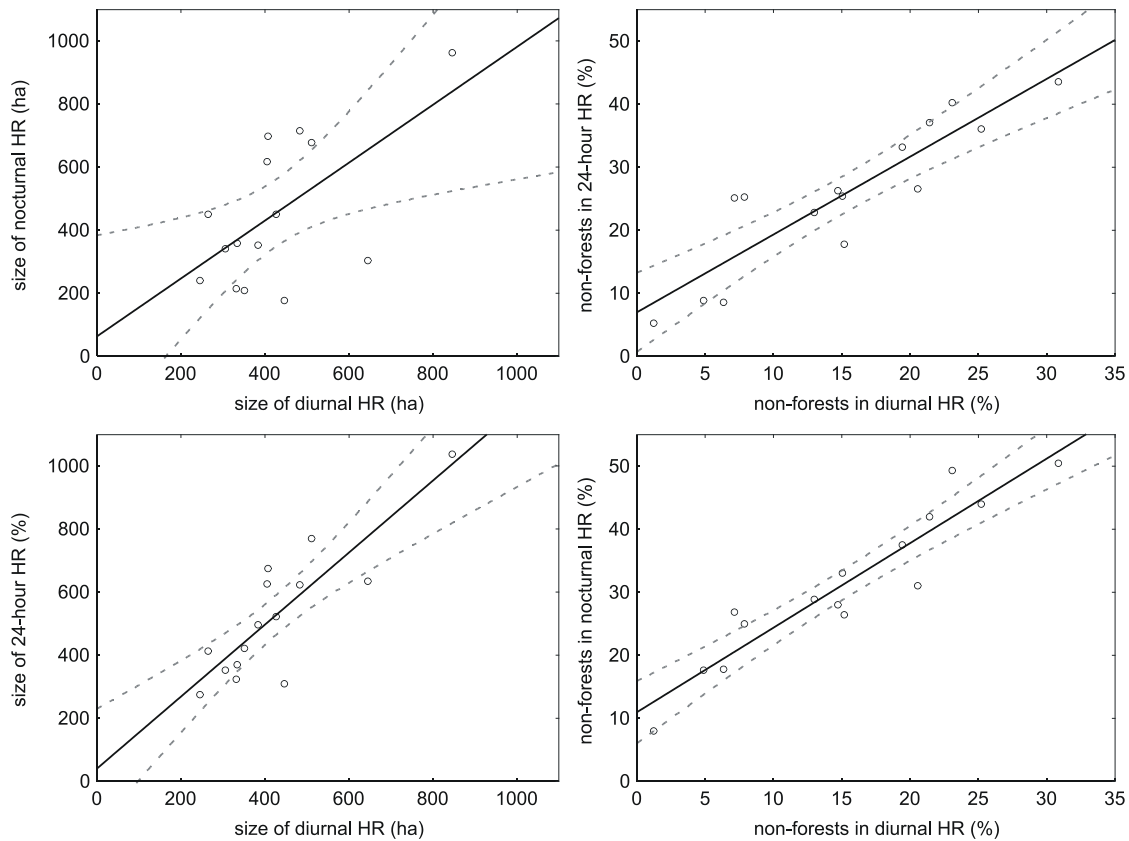 1000
800
600
400
200
0
size of nocturnal HR (ha)
0 200 400 600 800 1000
size of diurnal HR (ha)
50
40
30
20
10
0
non-forests in 24-hour HR (%)
0 5 10 15 20 25 30 35
non-forests in diurnal HR (%)
1000
800
600
400
200
0
size of 24-hour HR (%)
0 200 400 600 800 1000
size of diurnal HR (ha)
50
40
30
20
10
0
non-forests in nocturnal HR (%)
0 5 10 15 20 25 30 35
non-forests in diurnal HR (%)